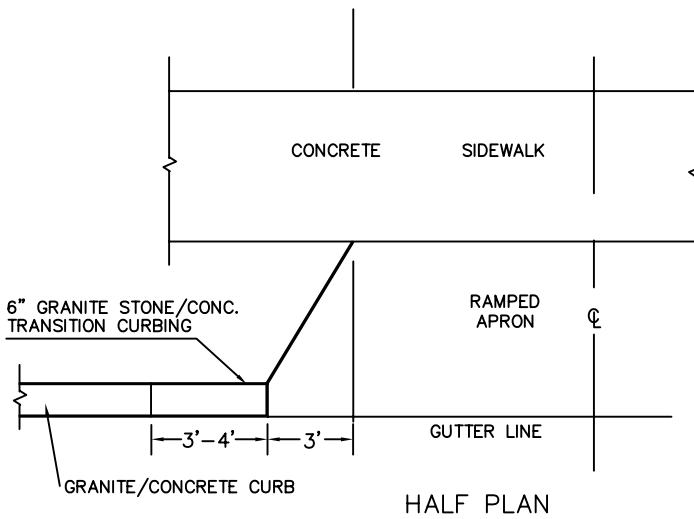 CONCRETE SIDEWALK
6" GRANITE STONE/CONC.
TRANSITION CURBING
RAMPED
APRON
℄
3'-4'
3'
GUTTER LINE
GRANITE/CONCRETE CURB
HALF PLAN